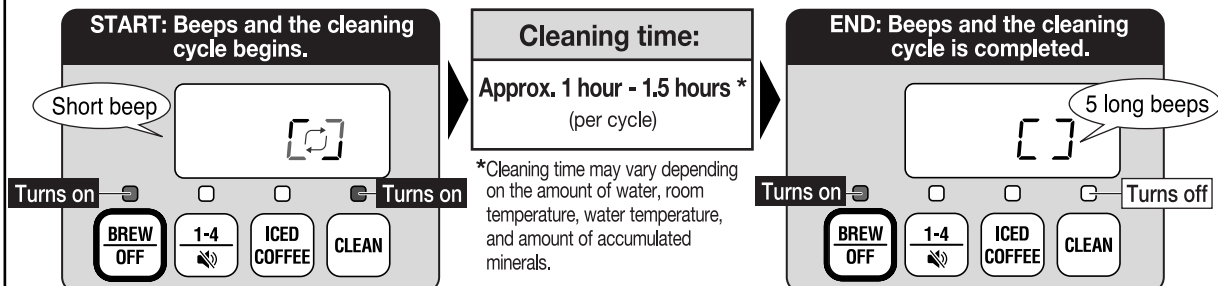 START: Beeps and the cleaning
cycle begins.
Short beep
Turns on
Turns on
BREW
OFF
1-4
ICED
COFFEE
CLEAN
Cleaning time:
Approx. 1 hour - 1.5 hours *
(per cycle)
*Cleaning time may vary depending
on the amount of water, room
temperature, water temperature,
and amount of accumulated
minerals.
END: Beeps and the cleaning
cycle is completed.
5 long beeps
Turns on
Turns off
BREW
OFF
1-4
ICED
COFFEE
CLEAN